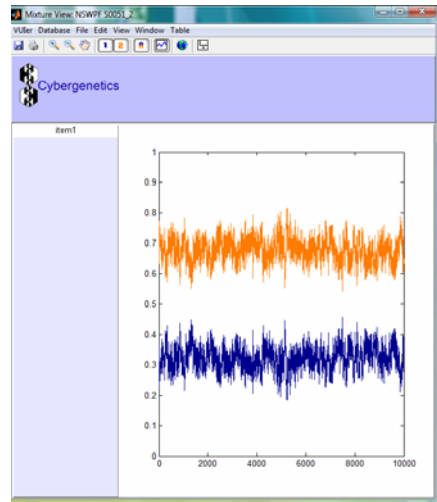 Mixture View: NSWPF S0051_2
VUIer Database File Edit View Window Table
1 2 R
Cybergenetics
item1
1
0.9
0.8
0.7
0.6
0.5
0.4
0.3
0.2
0.1
0
0 2000 4000 6000 8000 10000